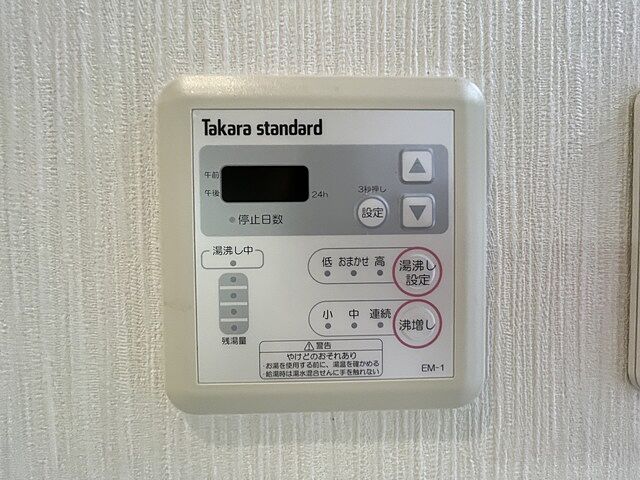 Takara standard
午前
午後
24h
停止日数
3秒押し
設定
▲
▼
湯沸し中
残湯量
低 おまかせ 高
湯沸し
設定
小 中 連続
沸増し
⚠警告
やけどのおそれあり
・お湯を使用する前に、湯温を確かめる
・給湯時は湯水混合せんに手を触れない
EM-1